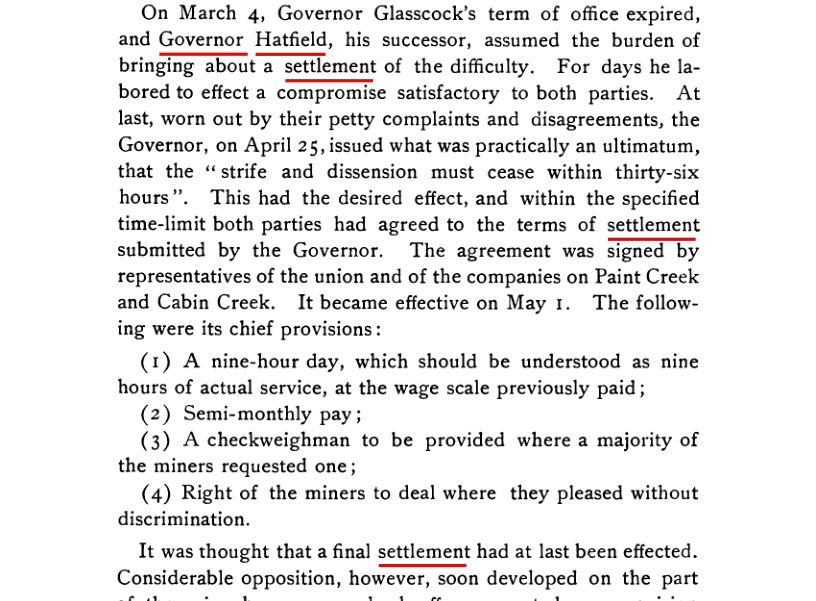 On March 4, Governor Glasscock's term of office expired,
and Governor Hatfield, his successor, assumed the burden of
bringing about a settlement of the difficulty. For days he la-
bored to effect a compromise satisfactory to both parties. At
last, worn out by their petty complaints and disagreements, the
Governor, on April 25, issued what was practically an ultimatum,
that the "strife and dissension must cease within thirty-six
hours". This had the desired effect, and within the specified
time-limit both parties had agreed to the terms of settlement
submitted by the Governor. The agreement was signed by
representatives of the union and of the companies on Paint Creek
and Cabin Creek. It became effective on May 1. The follow-
ing were its chief provisions:
(1) A nine-hour day, which should be understood as nine
hours of actual service, at the wage scale previously paid;
(2) Semi-monthly pay;
(3) A checkweighman to be provided where a majority of
the miners requested one;
(4) Right of the miners to deal where they pleased without
discrimination.
It was thought that a final settlement had at last been effected.
Considerable opposition, however, soon developed on the part